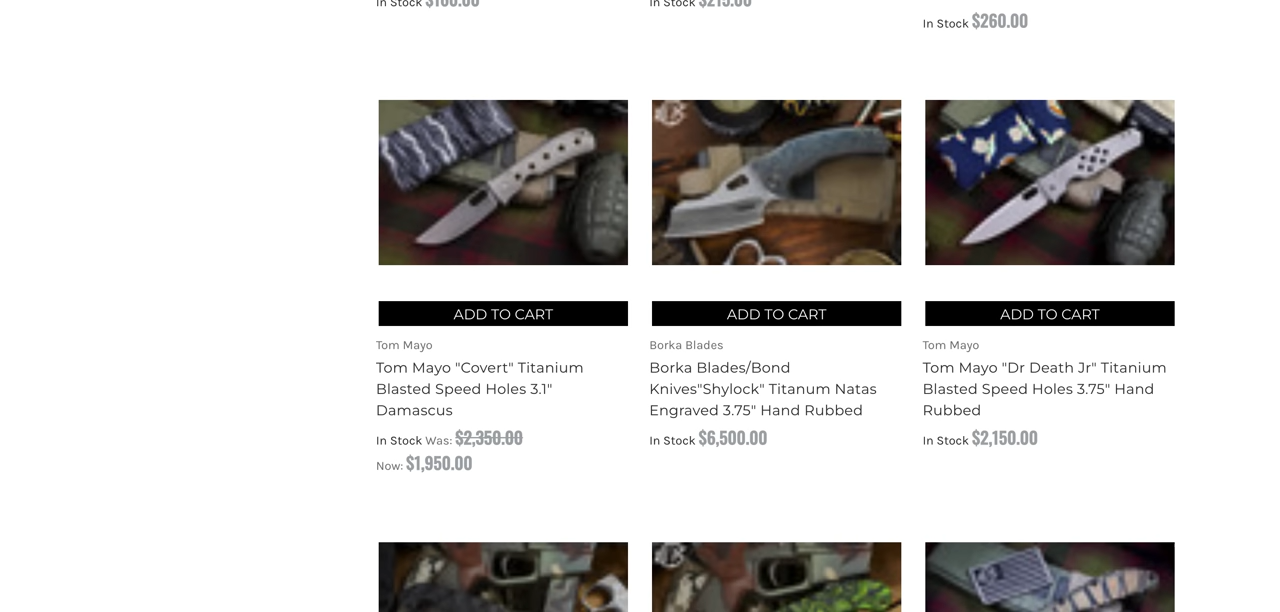 In Stock $160.00
In Stock $215.00
In Stock $260.00
ADD TO CART
Tom Mayo
Tom Mayo "Covert" Titanium
Blasted Speed Holes 3.1"
Damascus
In Stock Was: $2,350.00
Now: $1,950.00
ADD TO CART
Borka Blades
Borka Blades/Bond
Knives"Shylock" Titanum Natas
Engraved 3.75" Hand Rubbed
In Stock $6,500.00
ADD TO CART
Tom Mayo
Tom Mayo "Dr Death Jr" Titanium
Blasted Speed Holes 3.75" Hand
Rubbed
In Stock $2,150.00